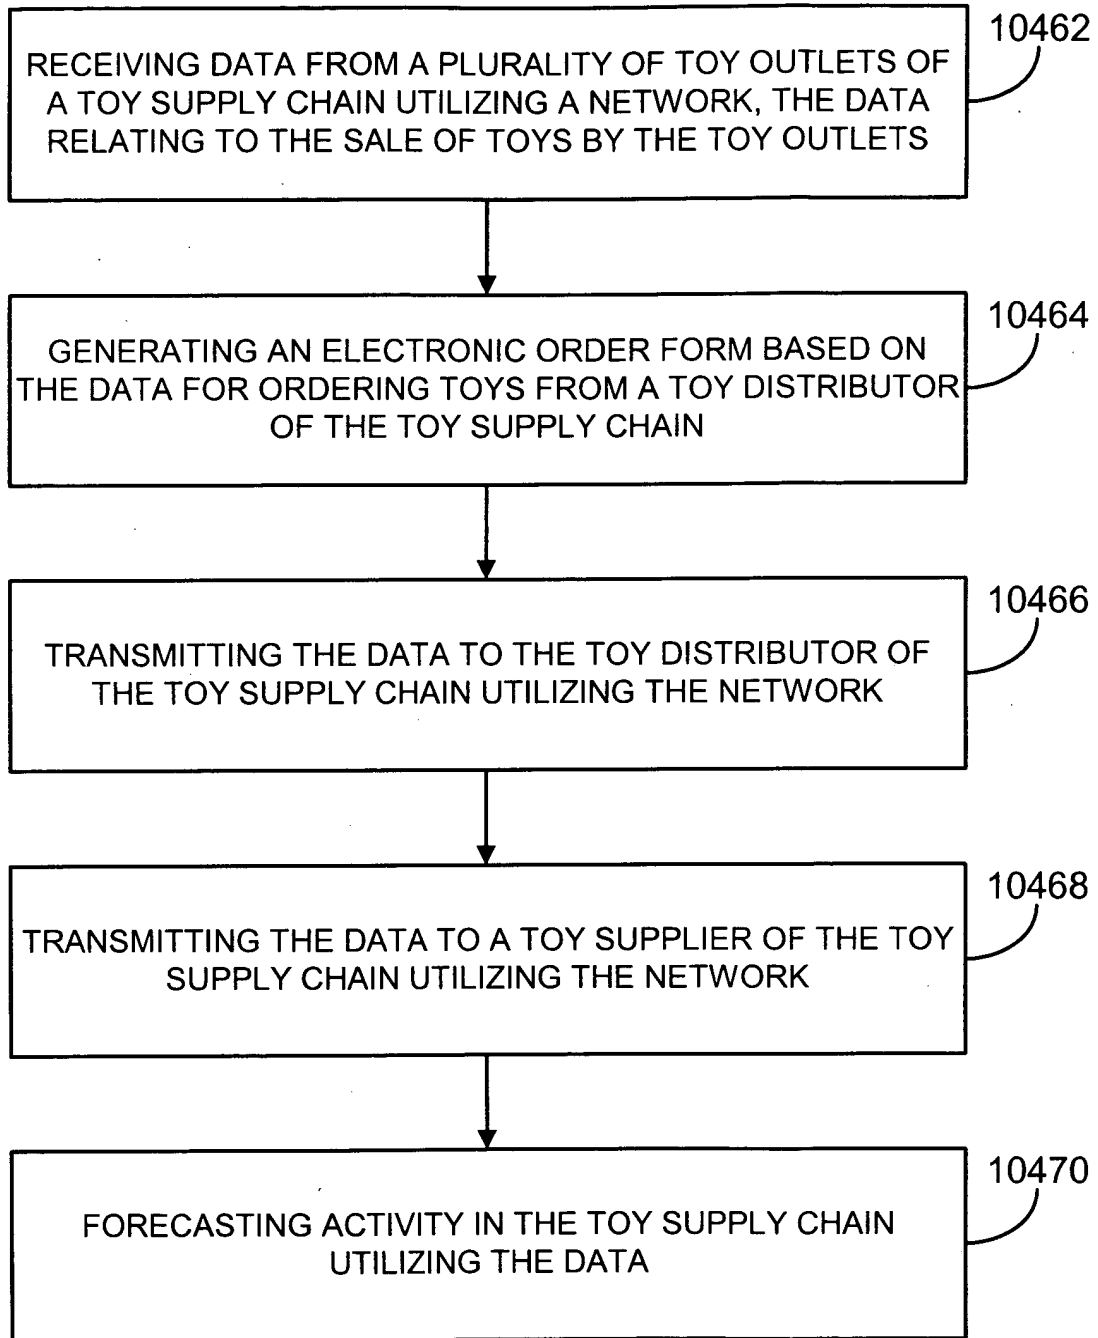 10462
RECEIVING DATA FROM A PLURALITY OF TOY OUTLETS OF
A TOY SUPPLY CHAIN UTILIZING A NETWORK, THE DATA
RELATING TO THE SALE OF TOYS BY THE TOY OUTLETS
10464
GENERATING AN ELECTRONIC ORDER FORM BASED ON
THE DATA FOR ORDERING TOYS FROM A TOY DISTRIBUTOR
OF THE TOY SUPPLY CHAIN
10466
TRANSMITTING THE DATA TO THE TOY DISTRIBUTOR OF
THE TOY SUPPLY CHAIN UTILIZING THE NETWORK
10468
TRANSMITTING THE DATA TO A TOY SUPPLIER OF THE TOY
SUPPLY CHAIN UTILIZING THE NETWORK
10470
FORECASTING ACTIVITY IN THE TOY SUPPLY CHAIN
UTILIZING THE DATA